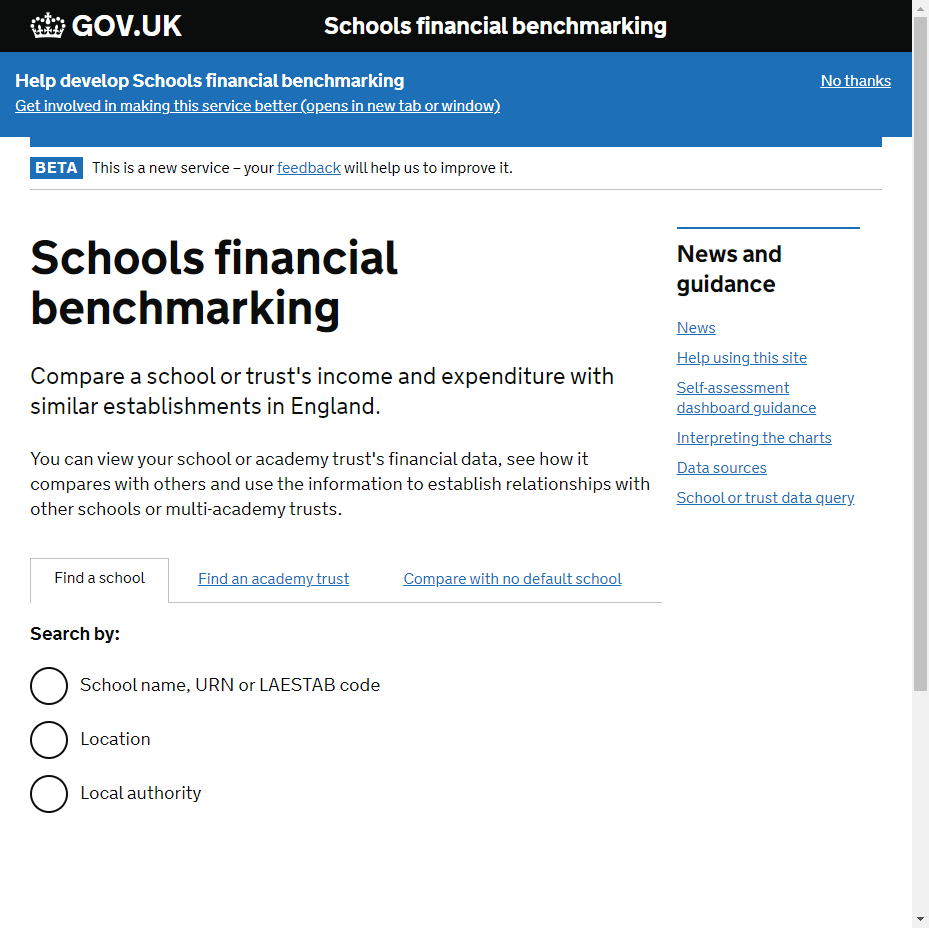 GOV.UK
Schools financial benchmarking
Help develop Schools financial benchmarking
No thanks
Get involved in making this service better (opens in new tab or window)
BETA
This is a new service – your feedback will help us to improve it.
Schools financial
benchmarking
Compare a school or trust's income and expenditure with
similar establishments in England.
You can view your school or academy trust's financial data, see how it
compares with others and use the information to establish relationships with
other schools or multi-academy trusts.
Find a school
Find an academy trust
Compare with no default school
Search by:
School name, URN or LAESTAB code
Location
Local authority
News and
guidance
News
Help using this site
Self-assessment
dashboard guidance
Interpreting the charts
Data sources
School or trust data query